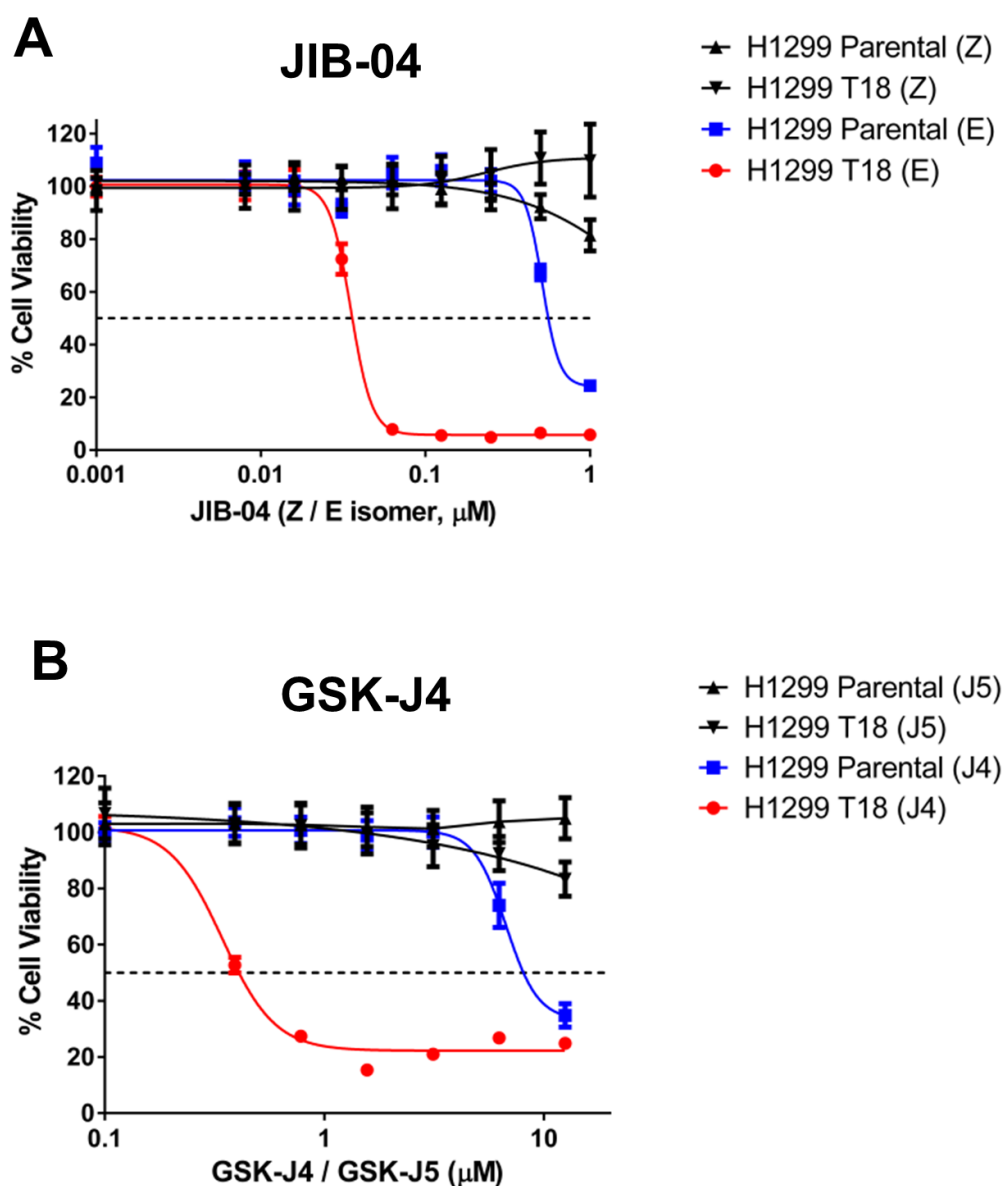 A
JIB-04
H1299 Parental (Z)
H1299 T18 (Z)
H1299 Parental (E)
H1299 T18 (E)
% Cell Viability
120
100
80
60
40
20
0
0.001
0.01
0.1
1
JIB-04 (Z / E isomer, μM)
B
GSK-J4
H1299 Parental (J5)
H1299 T18 (J5)
H1299 Parental (J4)
H1299 T18 (J4)
% Cell Viability
120
100
80
60
40
20
0
0.1
1
10
GSK-J4 / GSK-J5 (μM)